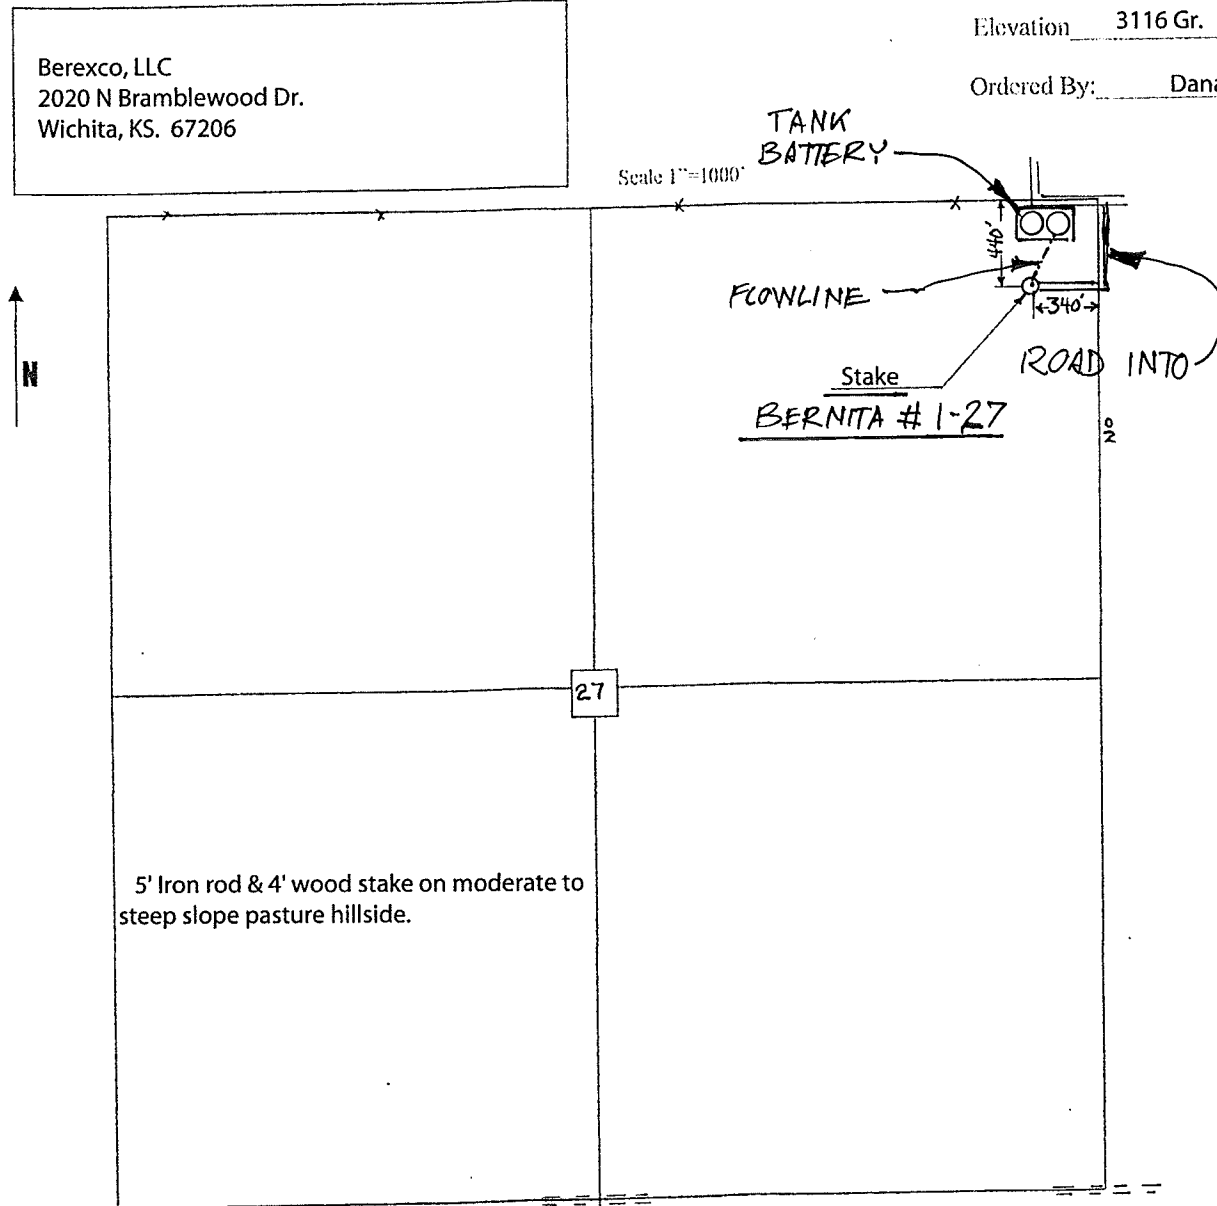 Elevation 3116 Gr.
Berexco, LLC
2020 N Bramblewood Dr.
Wichita, KS. 67206
Ordered By: Dana
TANK
BATTERY
Scale 1"=1000'
440'
FLOWLINE
340'
N
ROAD INTO
Stake
BERNITA # 1-27
27
5' Iron rod & 4' wood stake on moderate to
steep slope pasture hillside.